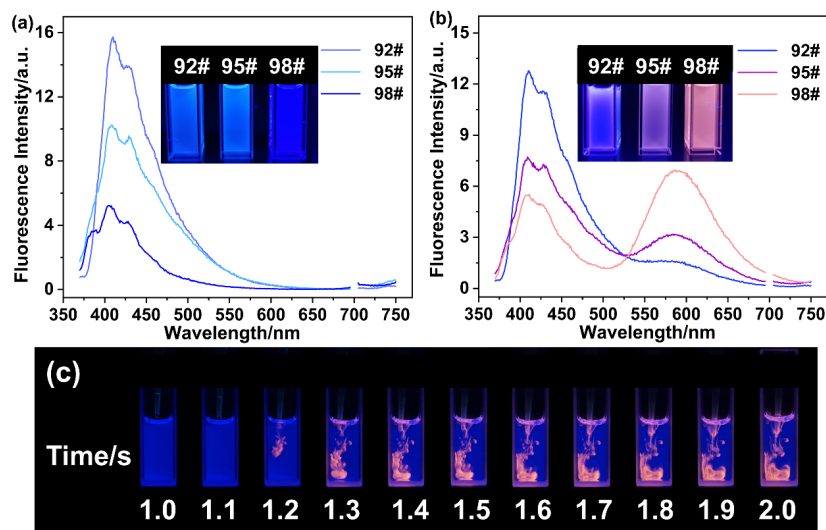 (a)
16
12
8
4
0
Fluorescence Intensity/a.u.
350 400 450 500 550 600 650 700 750
Wavelength/nm
92# 95# 98#
92#
95#
98#
(b)
15
12
9
6
3
0
Fluorescence Intensity/a.u.
350 400 450 500 550 600 650 700 750
Wavelength/nm
92# 95# 98#
92#
95#
98#
(c)
Time/s
1.0 1.1 1.2 1.3 1.4 1.5 1.6 1.7 1.8 1.9 2.0